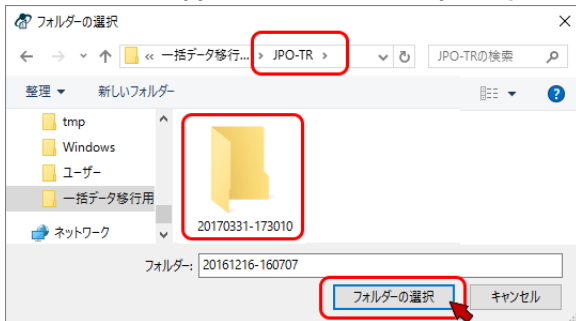 フォルダーの選択
« 一括データ移行... › JPO-TR ›
JPO-TRの検索
整理 新しいフォルダー
tmp
Windows
ユーザー
一括データ移行用
ネットワーク
20170331-173010
フォルダー: 20161216-160707
フォルダーの選択 キャンセル